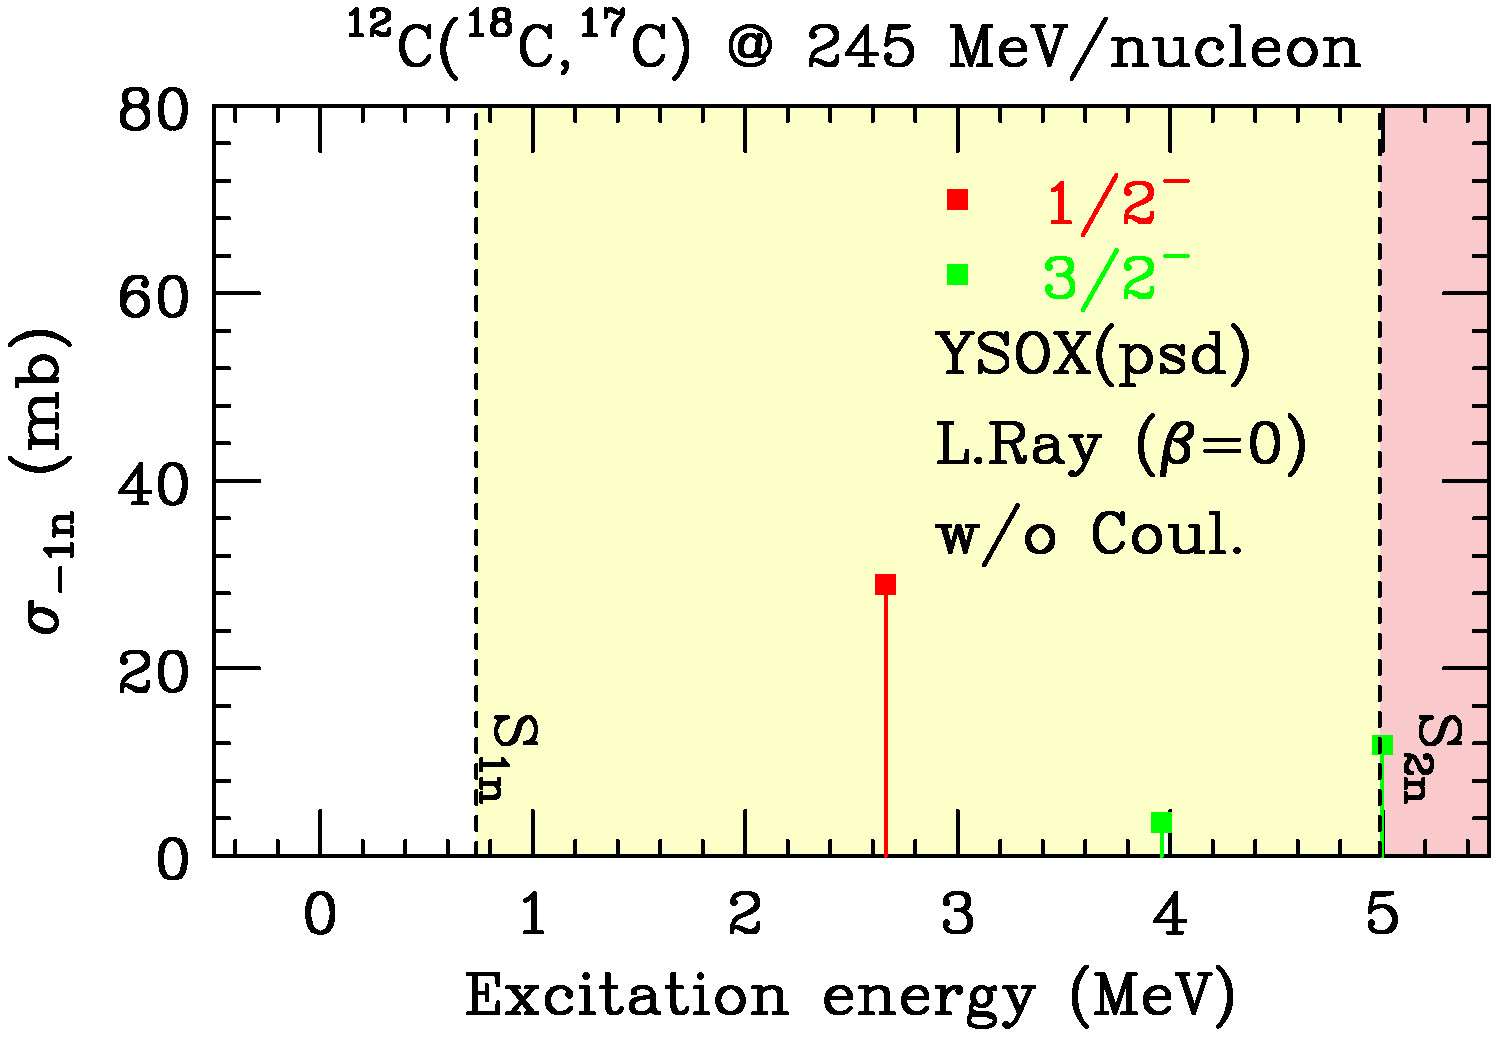 ¹²C(¹⁸C,¹⁷C) @ 245 MeV/nucleon
80
60
40
20
0
σ₋₁ₙ (mb)
1/2⁻
3/2⁻
YSOX(psd)
L.Ray (β=0)
w/o Coul.
S₁ₙ
S₂ₙ
0 1 2 3 4 5
Excitation energy (MeV)